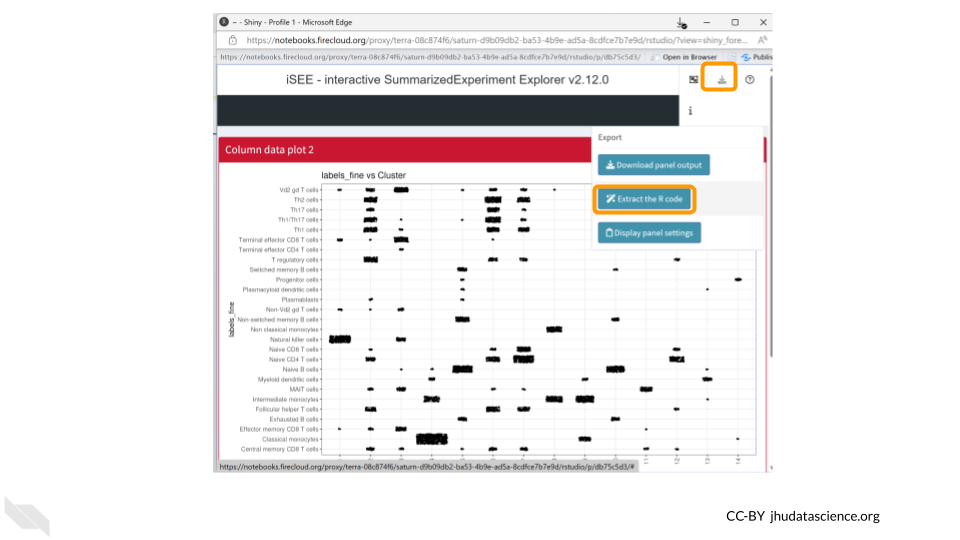 - - Shiny - Profile 1 - Microsoft Edge
https://notebooks.firecloud.org/proxy/terra-08c874f6/saturn-d9b09db2-ba53-4b9e-ad5a-8cdfce7b7e9d/rstudio/?view=shiny_fore...
https://notebooks.firecloud.org/proxy/terra-08c874f6/saturn-d9b09db2-ba53-4b9e-ad5a-8cdfce7b7e9d/rstudio/p/db75c5d3/
Open in Browser
Publis
iSEE - interactive SummarizedExperiment Explorer v2.12.0
i
Export
Download panel output
Extract the R code
Display panel settings
Column data plot 2
labels_fine vs Cluster
labels_fine
Vd2 gd T cells
Th2 cells
Th17 cells
Th1/Th17 cells
Th1 cells
Terminal effector CD8 T cells
Terminal effector CD4 T cells
T regulatory cells
Switched memory B cells
Progenitor cells
Plasmacytoid dendritic cells
Plasmablasts
Non-Vd2 gd T cells
Non-switched memory B cells
Non classical monocytes
Natural killer cells
Naive CD8 T cells
Naive CD4 T cells
Naive B cells
Myeloid dendritic cells
MAIT cells
Intermediate monocytes
Follicular helper T cells
Exhausted B cells
Effector memory CD8 T cells
Classical monocytes
Central memory CD8 T cells
11
12
13
14
https://notebooks.firecloud.org/proxy/terra-08c874f6/saturn-d9b09db2-ba53-4b9e-ad5a-8cdfce7b7e9d/rstudio/p/db75c5d3/#
CC-BY jhudatascience.org